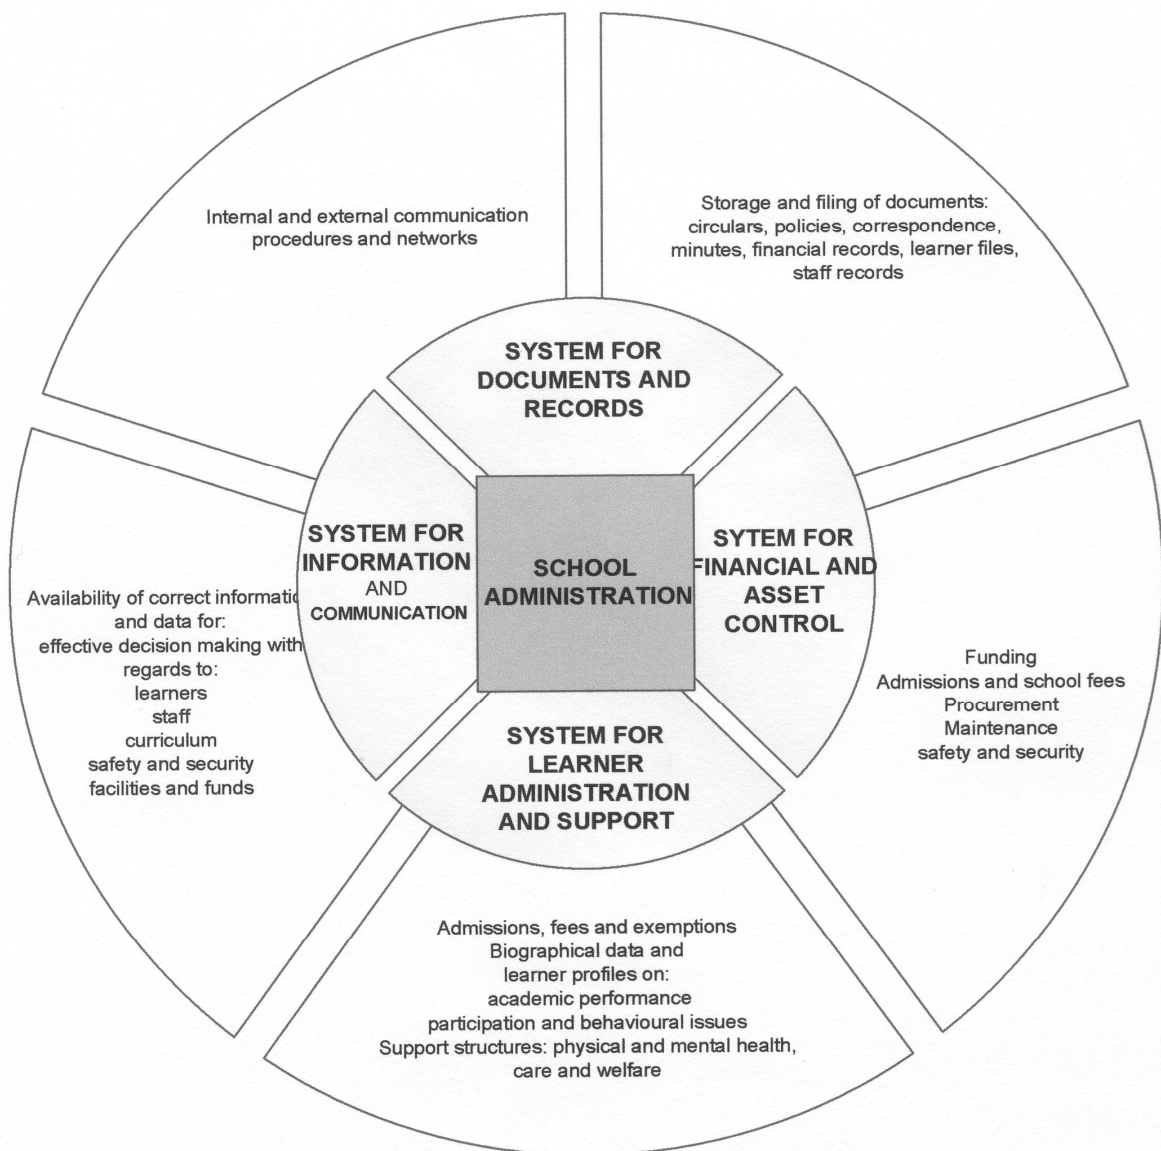 Internal and external communication
procedures and networks
Storage and filing of documents:
circulars, policies, correspondence,
minutes, financial records, learner files,
staff records
SYSTEM FOR
DOCUMENTS AND
RECORDS
SYSTEM FOR
INFORMATION
AND
COMMUNICATION
SCHOOL
ADMINISTRATION
SYTEM FOR
FINANCIAL AND
ASSET
CONTROL
Availability of correct informatic
and data for:
effective decision making with
regards to:
learners
staff
curriculum
safety and security
facilities and funds
Funding
Admissions and school fees
Procurement
Maintenance
safety and security
SYSTEM FOR
LEARNER
ADMINISTRATION
AND SUPPORT
Admissions, fees and exemptions
Biographical data and
learner profiles on:
academic performance
participation and behavioural issues
Support structures: physical and mental health,
care and welfare